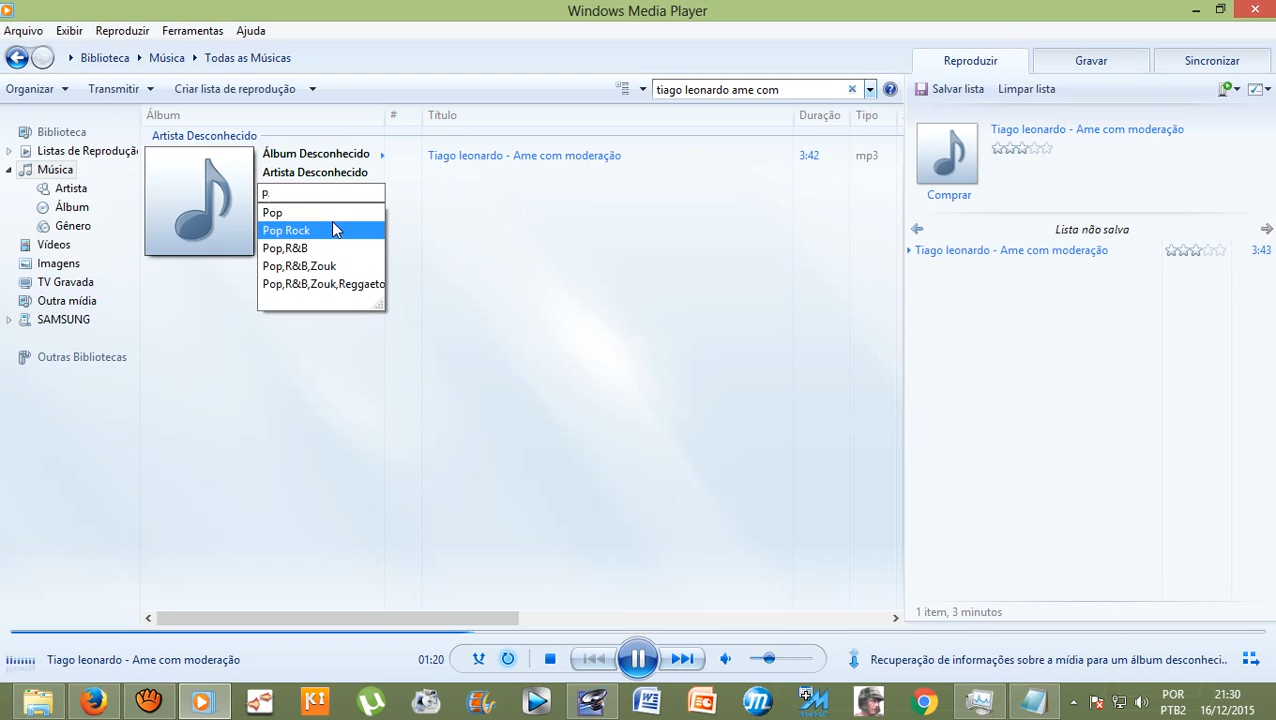 Windows Media Player
Arquivo Exibir Reproduzir Ferramentas Ajuda
Biblioteca Música Todas as Músicas
Reproduzir Gravar Sincronizar
Organizar Transmitir Criar lista de reprodução
tiago leonardo ame com
Salvar lista Limpar lista
Álbum # Título Duração Tipo
Biblioteca
Listas de Reproduçã
Música
Artista
Álbum
Gênero
Vídeos
Imagens
TV Gravada
Outra mídia
SAMSUNG
Outras Bibliotecas
Artista Desconhecido
Álbum Desconhecido
Artista Desconhecido
p
Pop
Pop Rock
Pop,R&B
Pop,R&B,Zouk
Pop,R&B,Zouk,Reggaeto
Tiago leonardo - Ame com moderação 3:42 mp3
Tiago leonardo - Ame com moderação
Comprar
Lista não salva
Tiago leonardo - Ame com moderação 3:43
1 item, 3 minutos
Tiago leonardo - Ame com moderação 01:20
Recuperação de informações sobre a mídia para um álbum desconheci..
POR 21:30
PTB2 16/12/2015